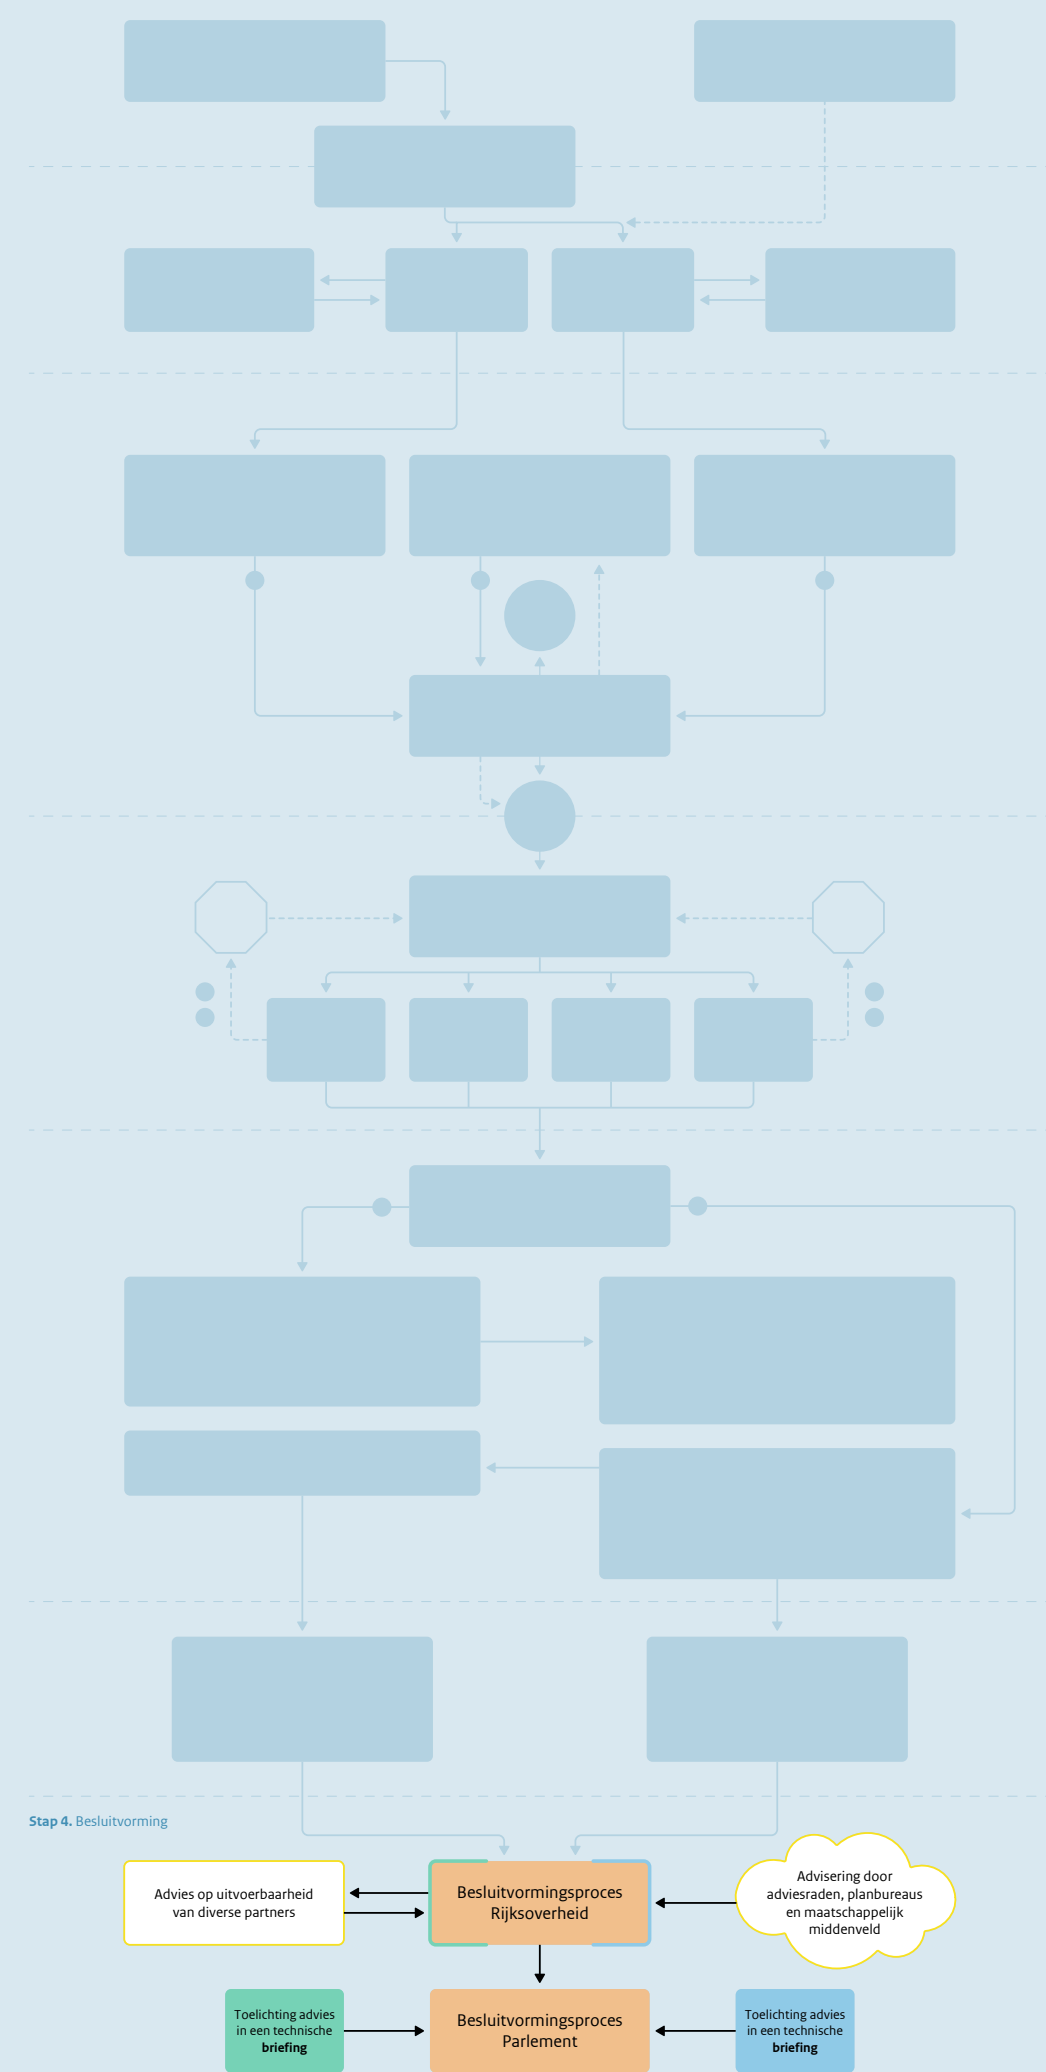 Stap 4. Besluitvorming
Advies op uitvoerbaarheid
van diverse partners
Besluitvormingsproces
Rijksoverheid
Advisering door
adviesraden, planbureaus
en maatschappelijk
middenveld
Toelichting advies
in een technische
briefing
Besluitvormingsproces
Parlement
Toelichting advies
in een technische
briefing